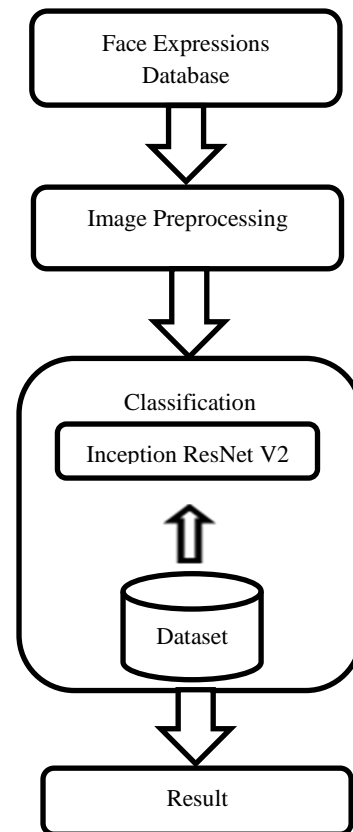 Face Expressions
Database
Image Preprocessing
Classification
Inception ResNet V2
Dataset
Result